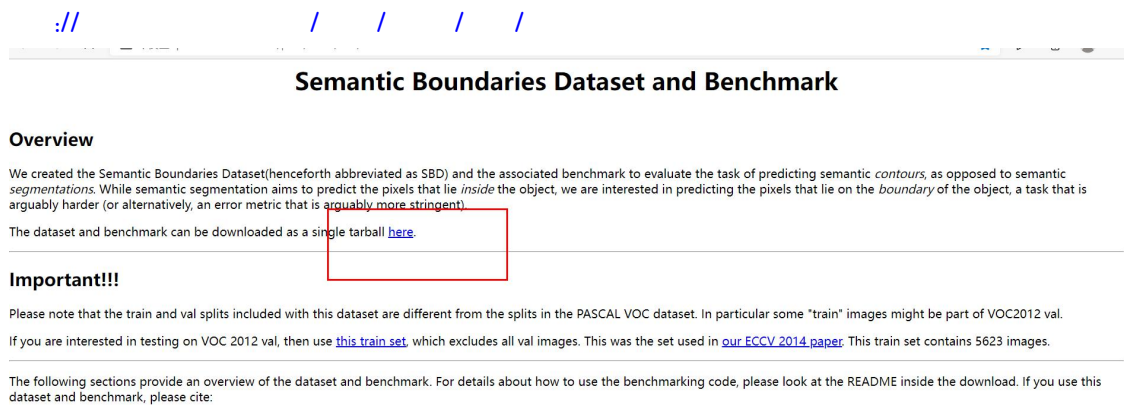 :// / / / /
Semantic Boundaries Dataset and Benchmark
Overview
We created the Semantic Boundaries Dataset(henceforth abbreviated as SBD) and the associated benchmark to evaluate the task of predicting semantic contours, as opposed to semantic
segmentations. While semantic segmentation aims to predict the pixels that lie inside the object, we are interested in predicting the pixels that lie on the boundary of the object, a task that is
arguably harder (or alternatively, an error metric that is arguably more stringent).
The dataset and benchmark can be downloaded as a single tarball here.
Important!!!
Please note that the train and val splits included with this dataset are different from the splits in the PASCAL VOC dataset. In particular some "train" images might be part of VOC2012 val.
If you are interested in testing on VOC 2012 val, then use this train set, which excludes all val images. This was the set used in our ECCV 2014 paper. This train set contains 5623 images.
The following sections provide an overview of the dataset and benchmark. For details about how to use the benchmarking code, please look at the README inside the download. If you use this
dataset and benchmark, please cite: